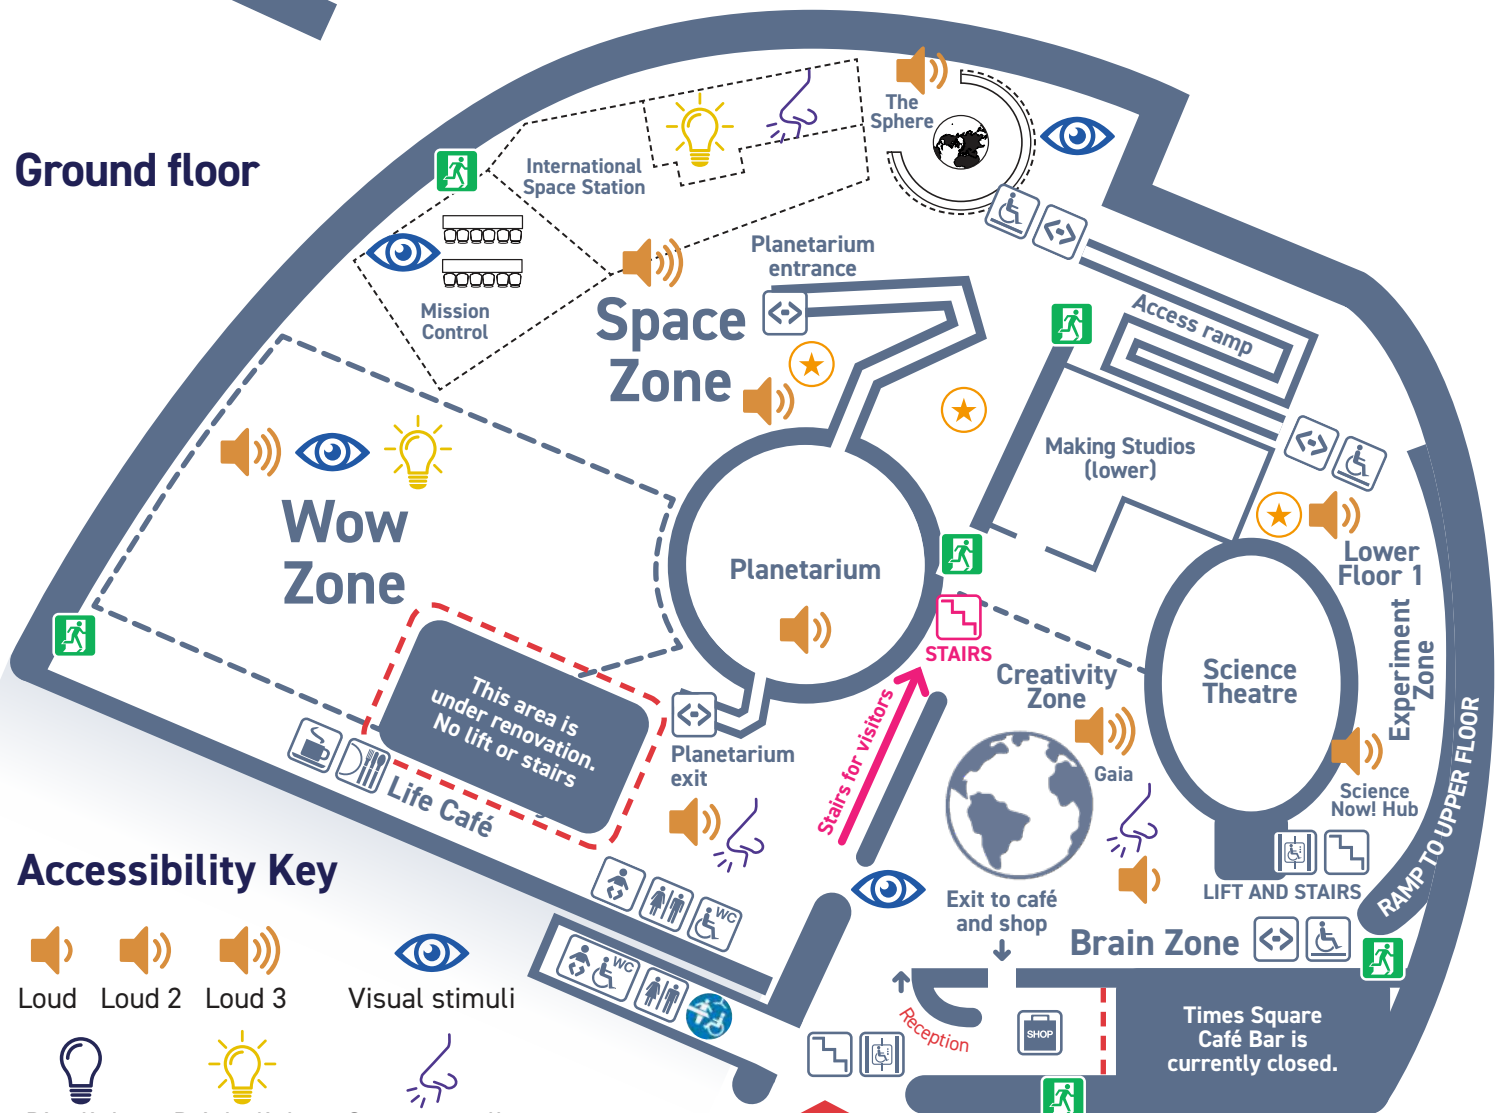 Ground floor
The
Sphere
International
Space Station
Mission
Control
Planetarium
entrance
Space
Zone
Access ramp
Making Studios
(lower)
Wow
Zone
Planetarium
Lower
Floor 1
Experiment
Zone
STAIRS
Stairs for visitors
Creativity
Zone
Science
Theatre
Gaia
Science
Now! Hub
RAMP TO UPPER FLOOR
This area is
under renovation.
No lift or stairs
Planetarium
exit
Life Café
LIFT AND STAIRS
Exit to café
and shop
Brain Zone
WC
WC
Reception
SHOP
Times Square
Café Bar is
currently closed.
Accessibility Key
Loud
Loud 2
Loud 3
Visual stimuli